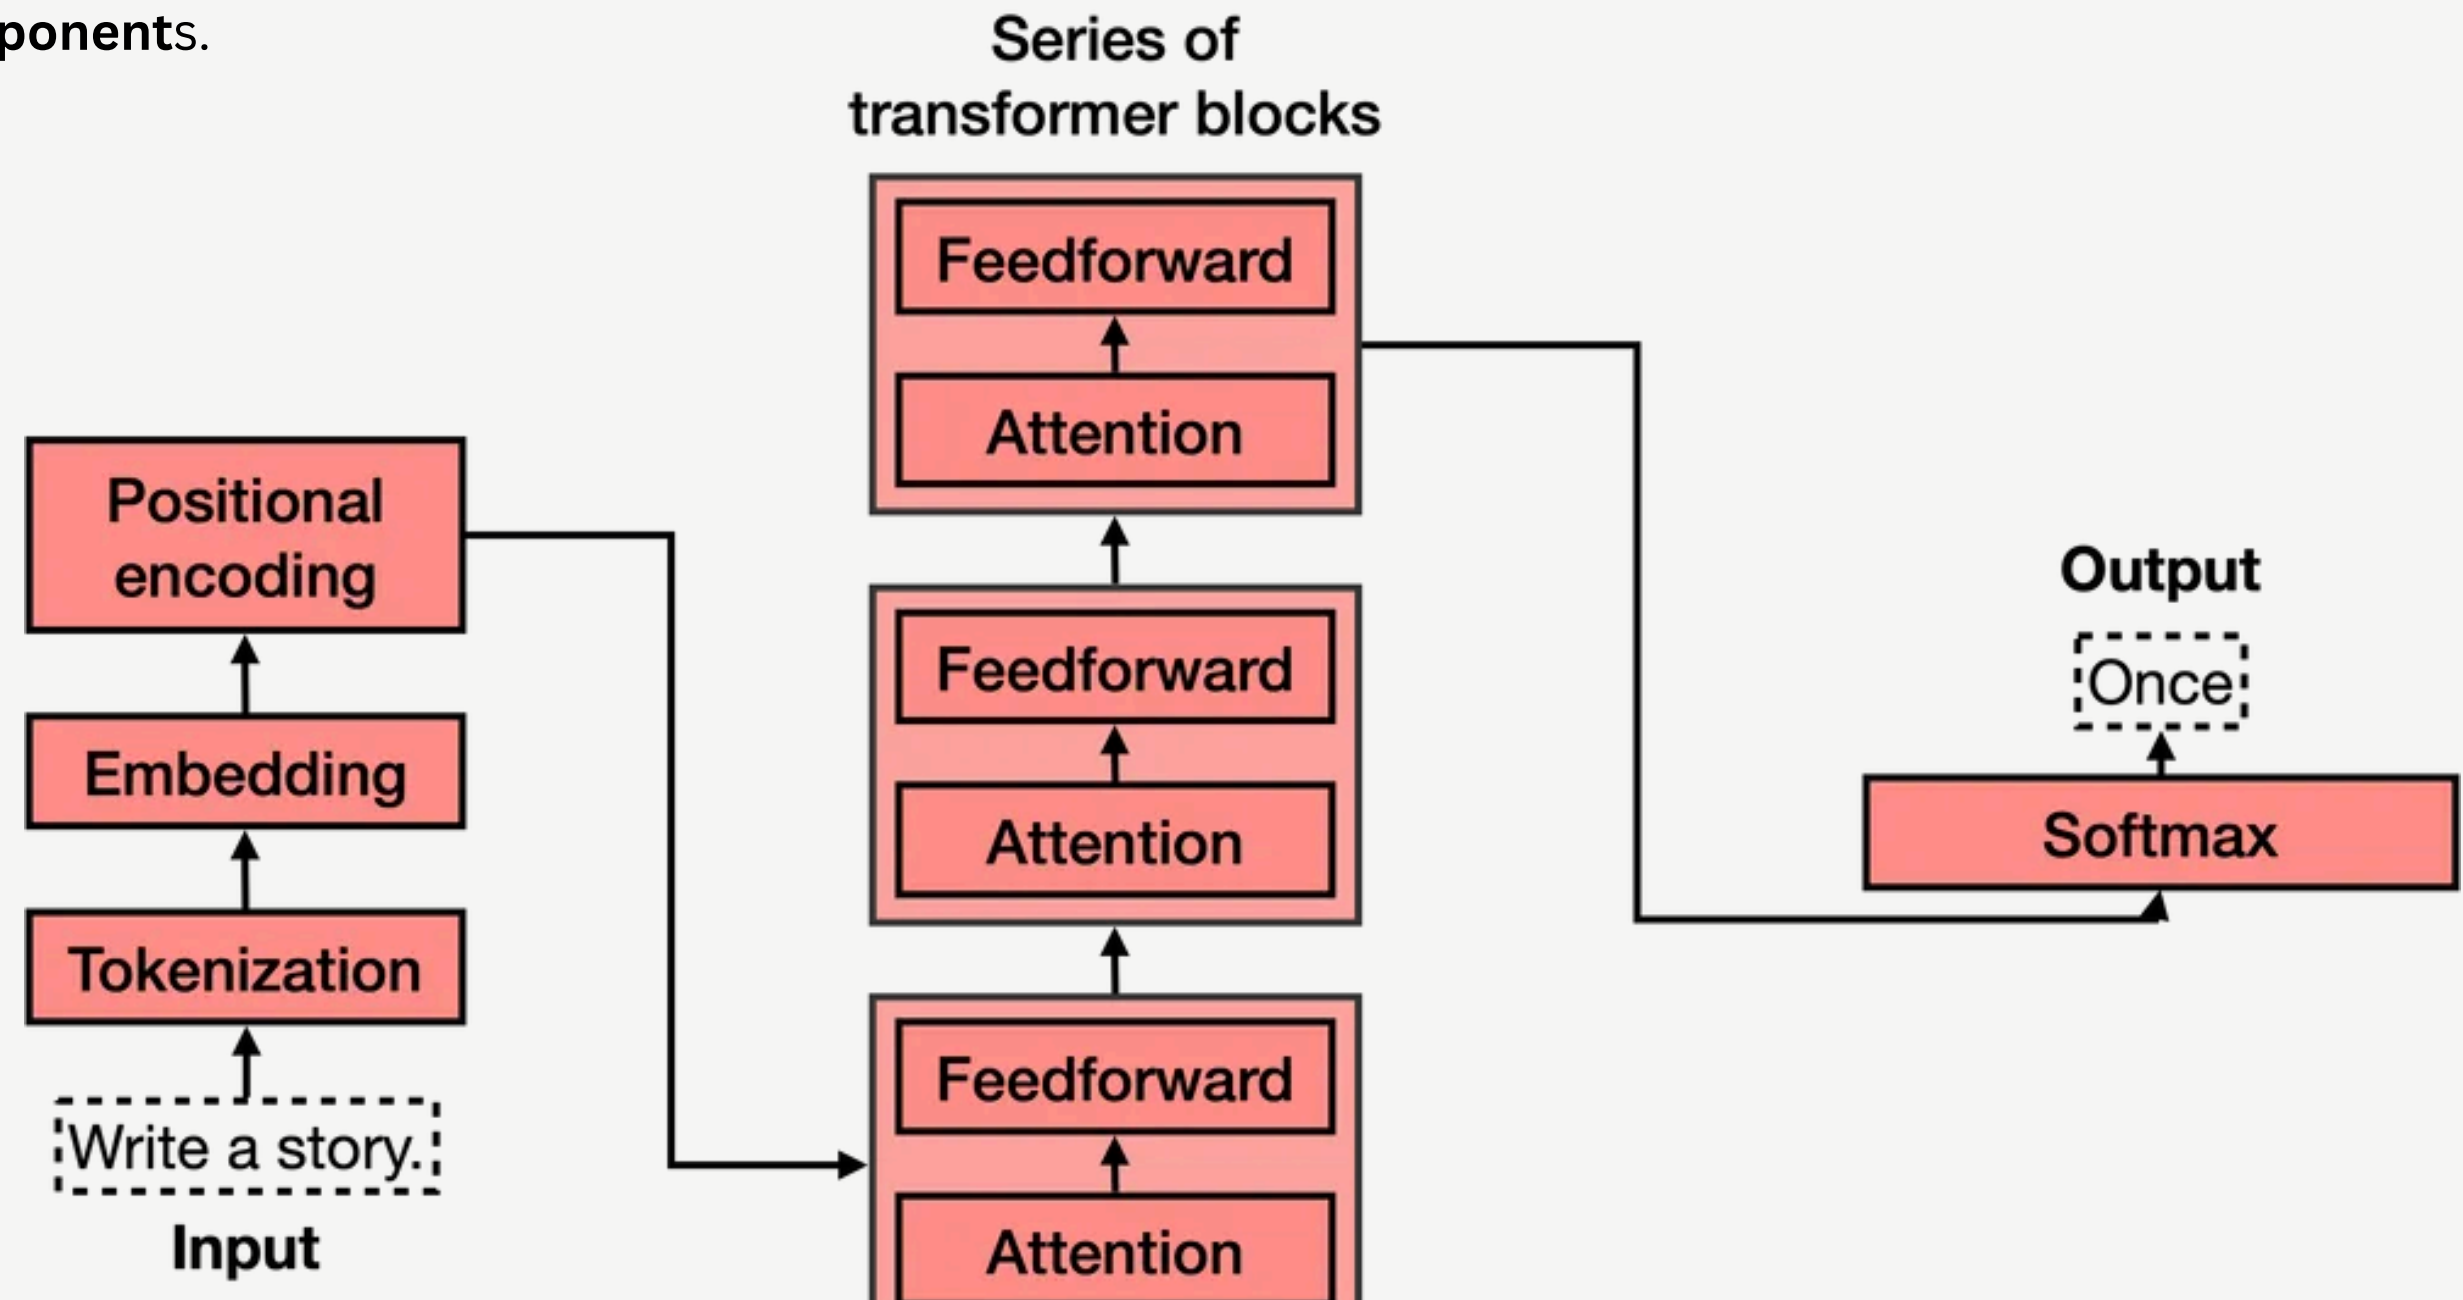 ponents.
Series of
transformer blocks
Feedforward
Attention
Feedforward
Attention
Feedforward
Attention
Positional
encoding
Embedding
Tokenization
Write a story.
Input
Output
Once
Softmax